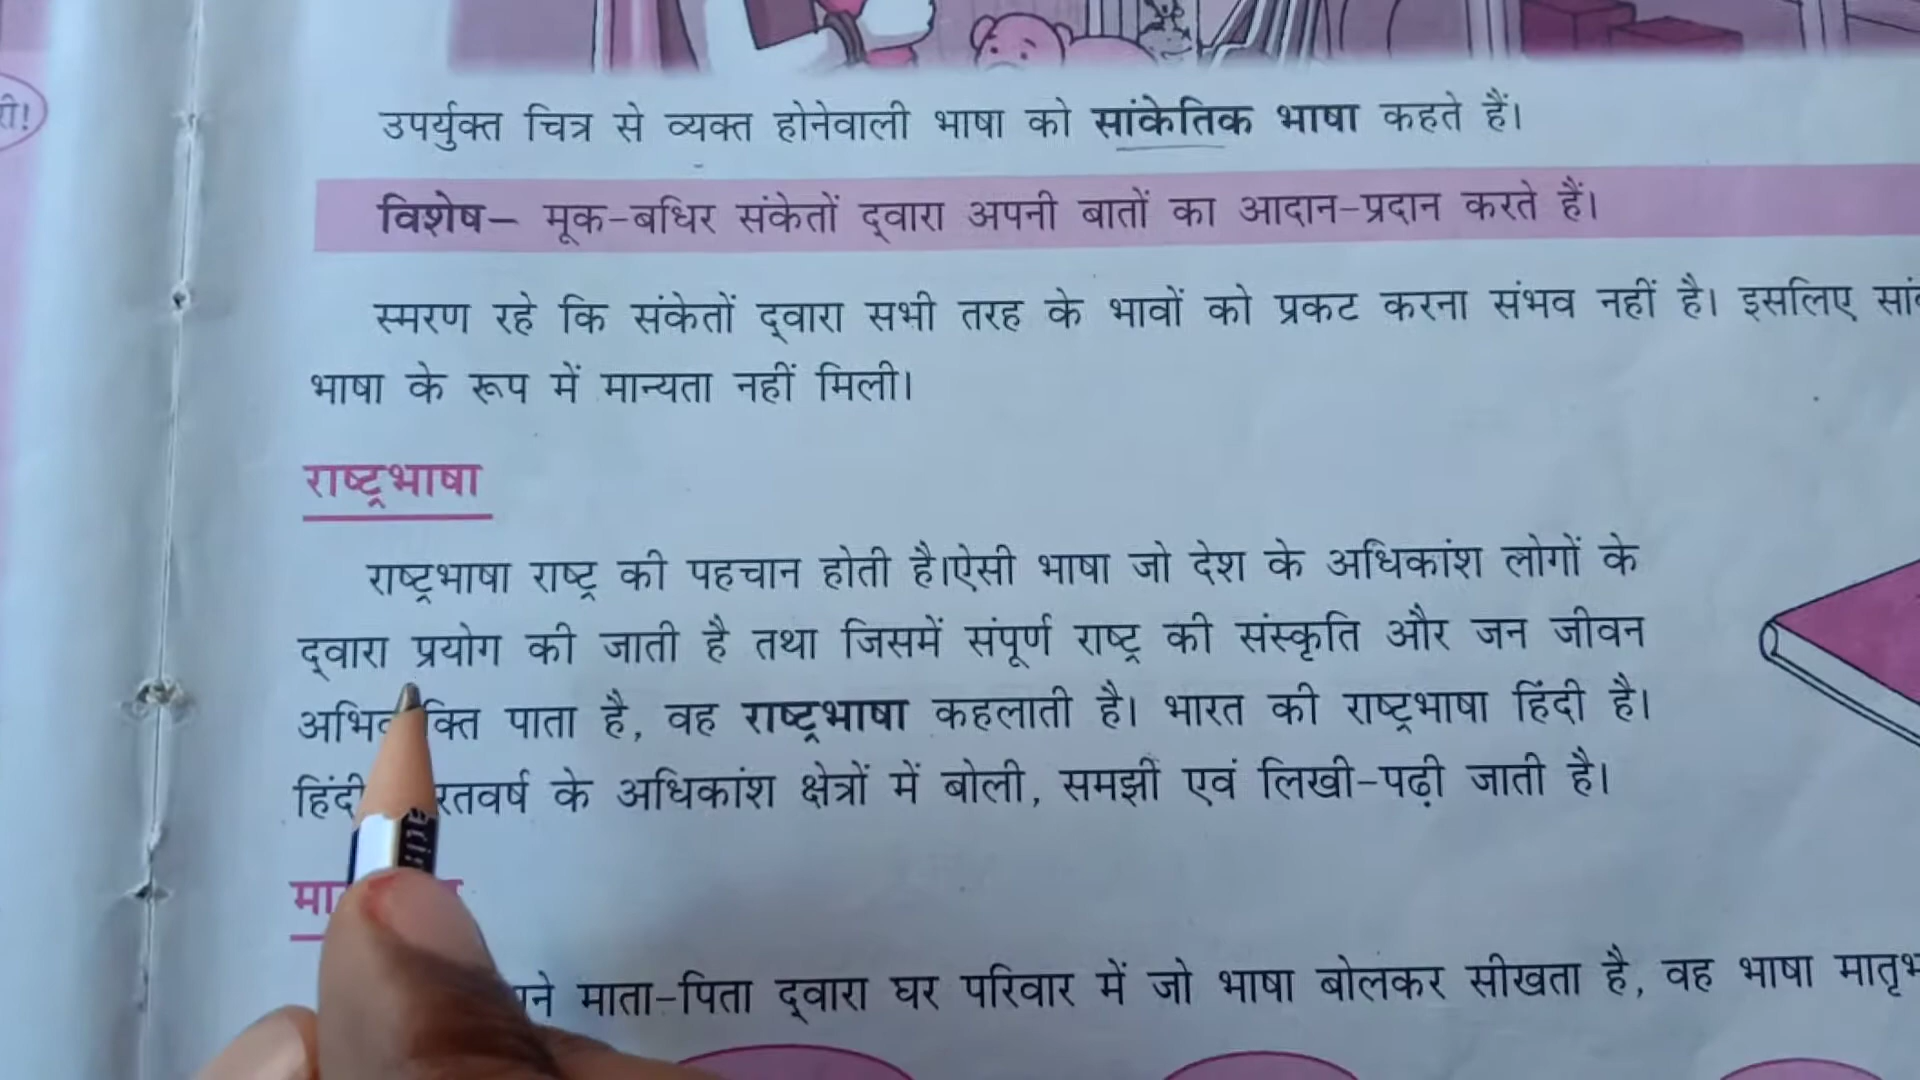 री!
उपर्युक्त चित्र से व्यक्त होनेवाली भाषा को सांकेतिक भाषा कहते हैं।
विशेष– मूक-बधिर संकेतों द्वारा अपनी बातों का आदान-प्रदान करते हैं।
स्मरण रहे कि संकेतों द्वारा सभी तरह के भावों को प्रकट करना संभव नहीं है। इसलिए
भाषा के रूप में मान्यता नहीं मिली।
राष्ट्रभाषा
राष्ट्रभाषा राष्ट्र की पहचान होती है।ऐसी भाषा जो देश के अधिकांश लोगों के
द्वारा प्रयोग की जाती है तथा जिसमें संपूर्ण राष्ट्र की संस्कृति और जन जीवन
पाता है, वह राष्ट्रभाषा कहलाती है। भारत की राष्ट्रभाषा हिंदी है।
हिंदी के अधिकांश क्षेत्रों में बोली, समझी एवं लिखी-पढ़ी जाती है।
माता-पिता द्वारा घर परिवार में जो भाषा बोलकर सीखता है, वह भाषा